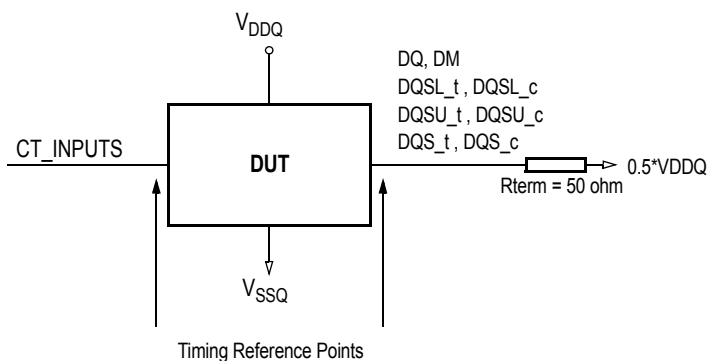 VDDQ
DQ, DM
DQSL_t , DQSL_c
DQSU_t , DQSU_c
DQS_t , DQS_c
CT_INPUTS
DUT
0.5*VDDQ
Rterm = 50 ohm
VSSQ
Timing Reference Points